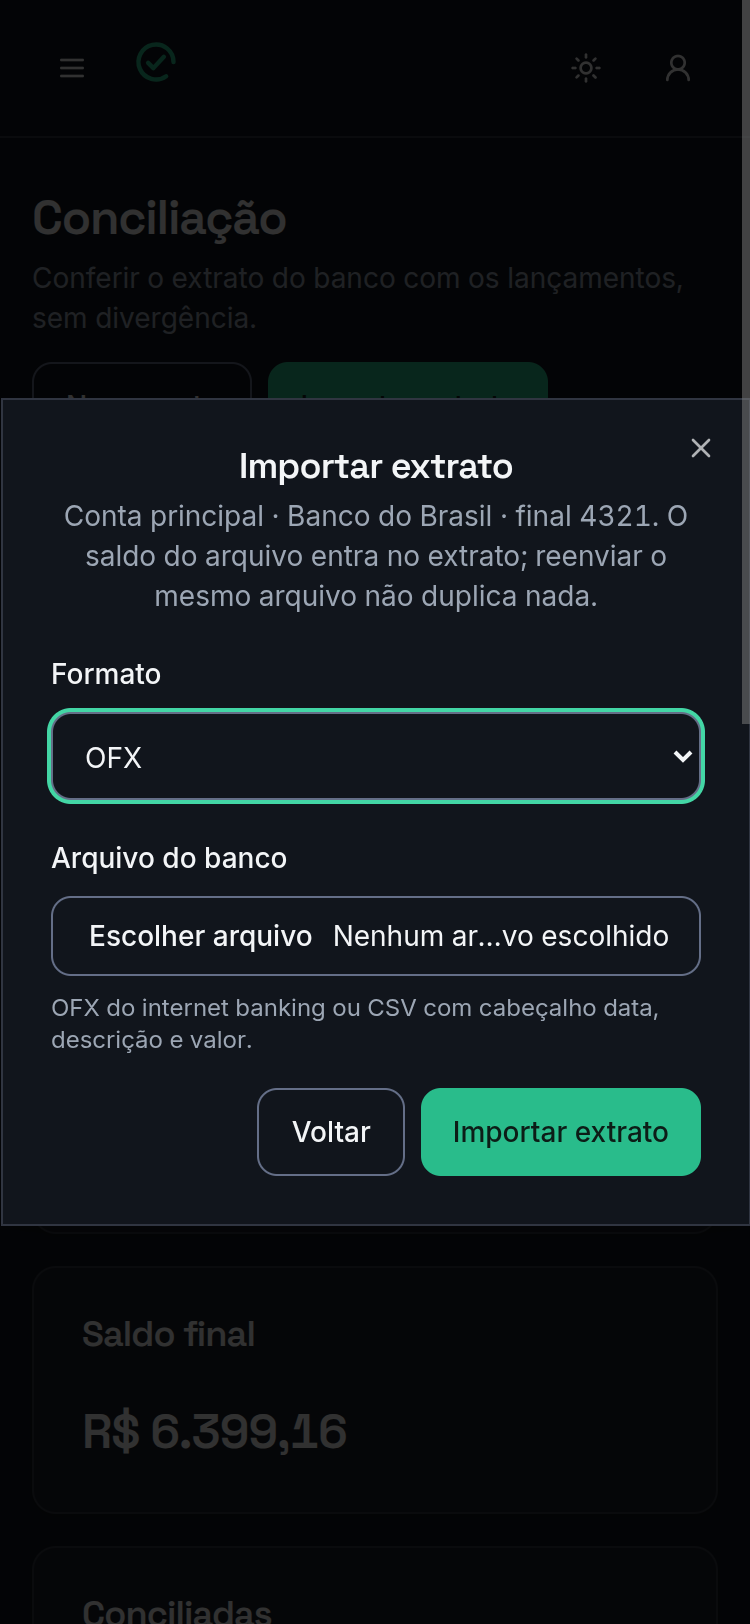 Conciliação
Conferir o extrato do banco com os lançamentos,
sem divergência.
Importar extrato
Conta principal · Banco do Brasil · final 4321. O
saldo do arquivo entra no extrato; reenviar o
mesmo arquivo não duplica nada.
Formato
OFX
Arquivo do banco
Escolher arquivo Nenhum ar...vo escolhido
OFX do internet banking ou CSV com cabeçalho data,
descrição e valor.
Voltar Importar extrato
Saldo final
R$ 6.399,16
Conciliadas